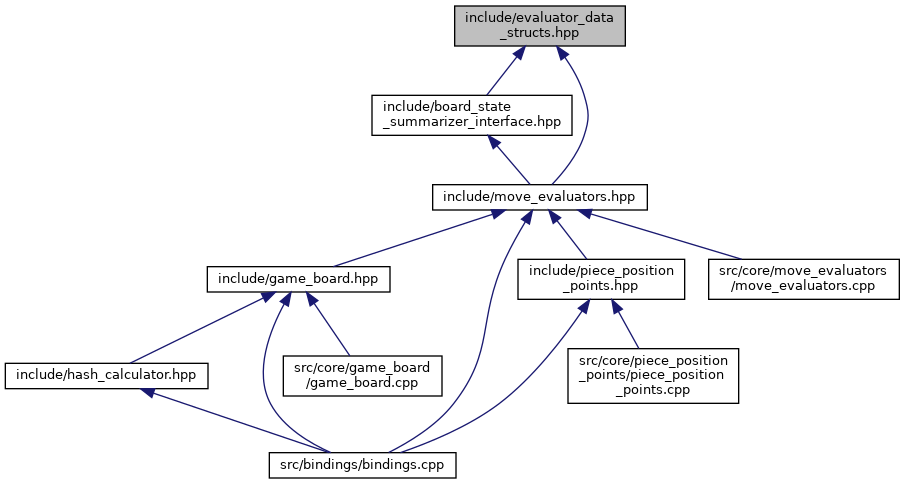 include/evaluator_data
_structs.hpp
include/board_state
_summarizer_interface.hpp
include/move_evaluators.hpp
include/game_board.hpp
include/piece_position
_points.hpp
src/core/move_evaluators
/move_evaluators.cpp
include/hash_calculator.hpp
src/core/game_board
/game_board.cpp
src/core/piece_position
_points/piece_position
_points.cpp
src/bindings/bindings.cpp